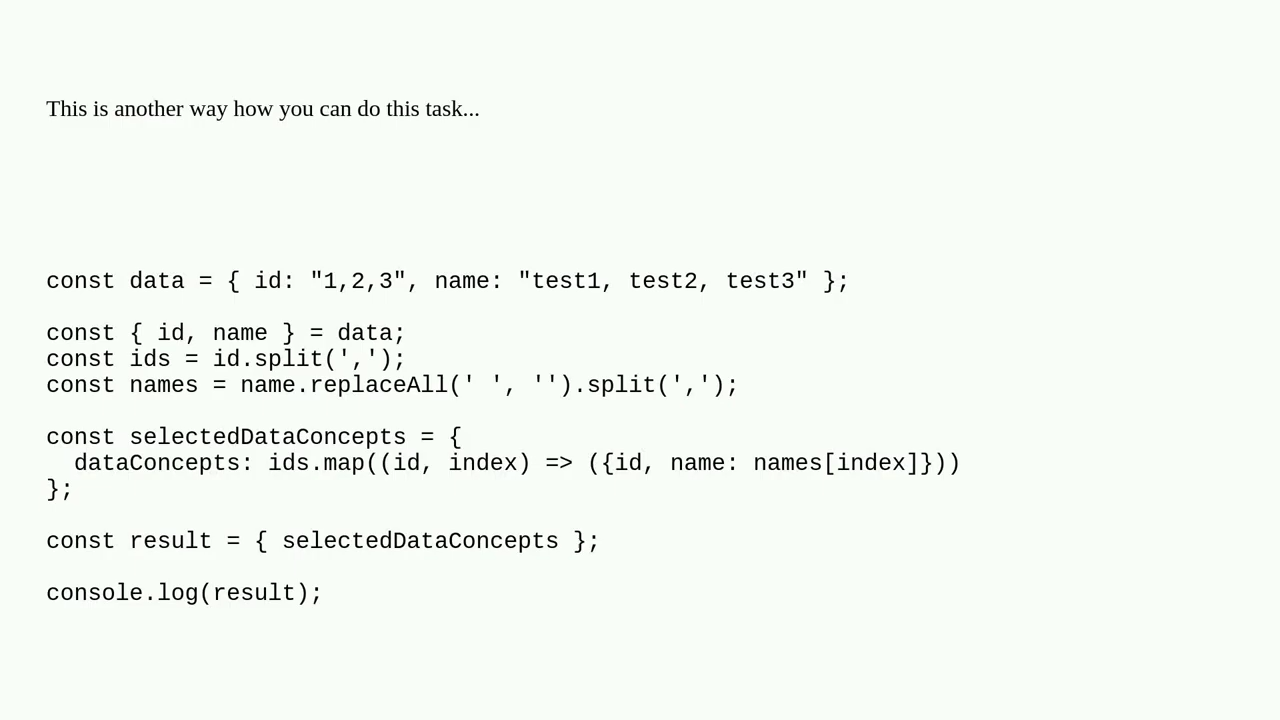 This is another way how you can do this task...
const data = { id: "1,2,3", name: "test1, test2, test3" };
const { id, name } = data;
const ids = id.split(',');
const names = name.replaceAll(' ', '').split(',');
const selectedDataConcepts = {
  dataConcepts: ids.map((id, index) => ({id, name: names[index]}))
};
const result = { selectedDataConcepts };
console.log(result);